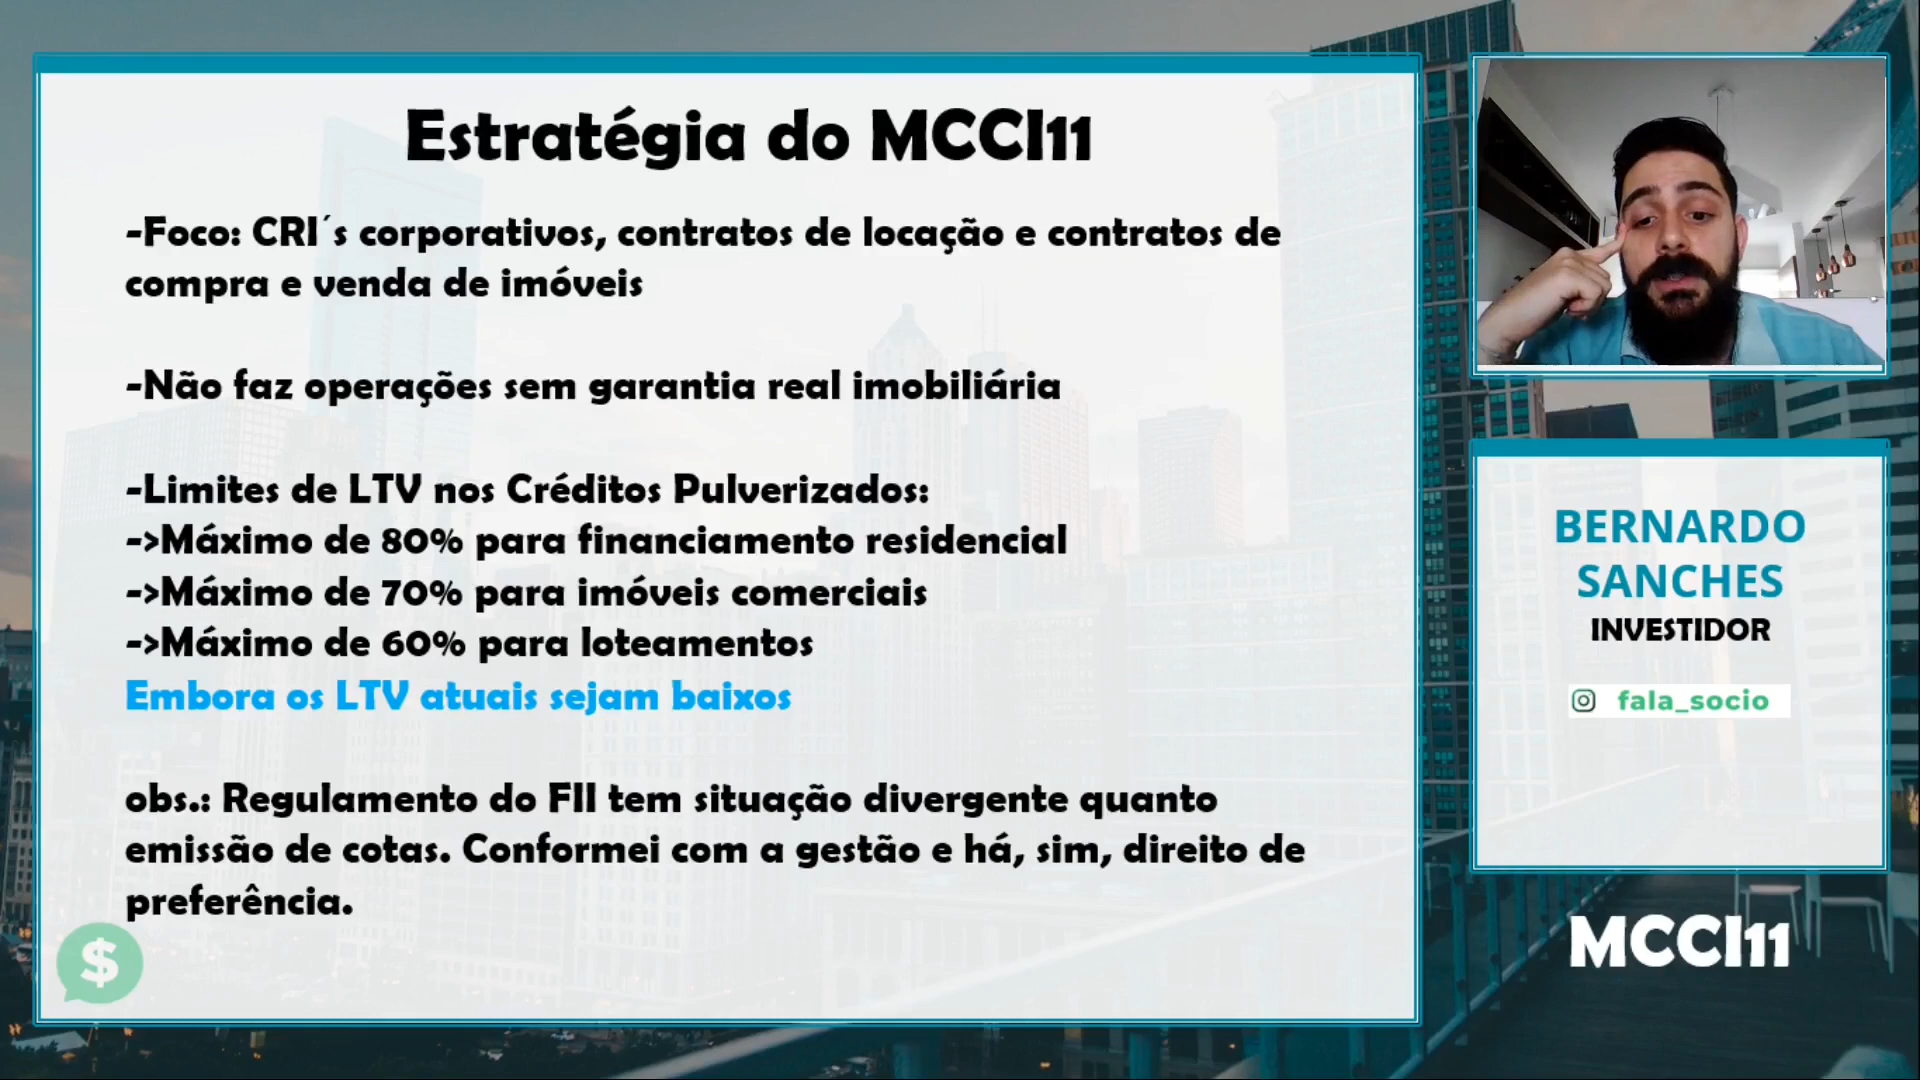 Estratégia do MCCI11
-Foco: CRI´s corporativos, contratos de locação e contratos de
compra e venda de imóveis
-Não faz operações sem garantia real imobiliária
-Limites de LTV nos Créditos Pulverizados:
->Máximo de 80% para financiamento residencial
->Máximo de 70% para imóveis comerciais
->Máximo de 60% para loteamentos
Embora os LTV atuais sejam baixos
obs.: Regulamento do FII tem situação divergente quanto
emissão de cotas. Conformei com a gestão e há, sim, direito de
preferência.
$
BERNARDO
SANCHES
INVESTIDOR
fala_socio
MCCI11